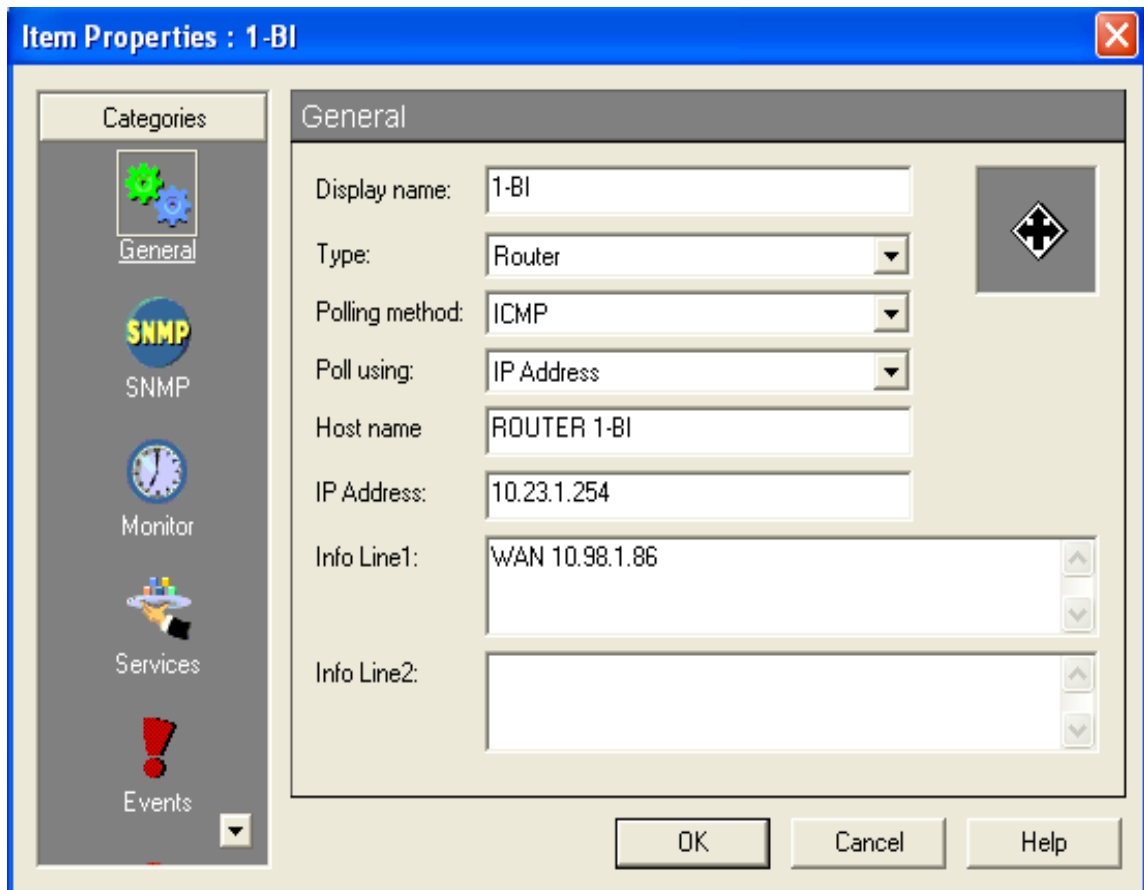 Item Properties : 1-BI
Categories
General
SNMP
SNMP
Monitor
Services
Events
General
Display name: 1-BI
Type: Router
Polling method: ICMP
Poll using: IP Address
Host name ROUTER 1-BI
IP Address: 10.23.1.254
Info Line1: WAN 10.98.1.86
Info Line2:
OK Cancel Help